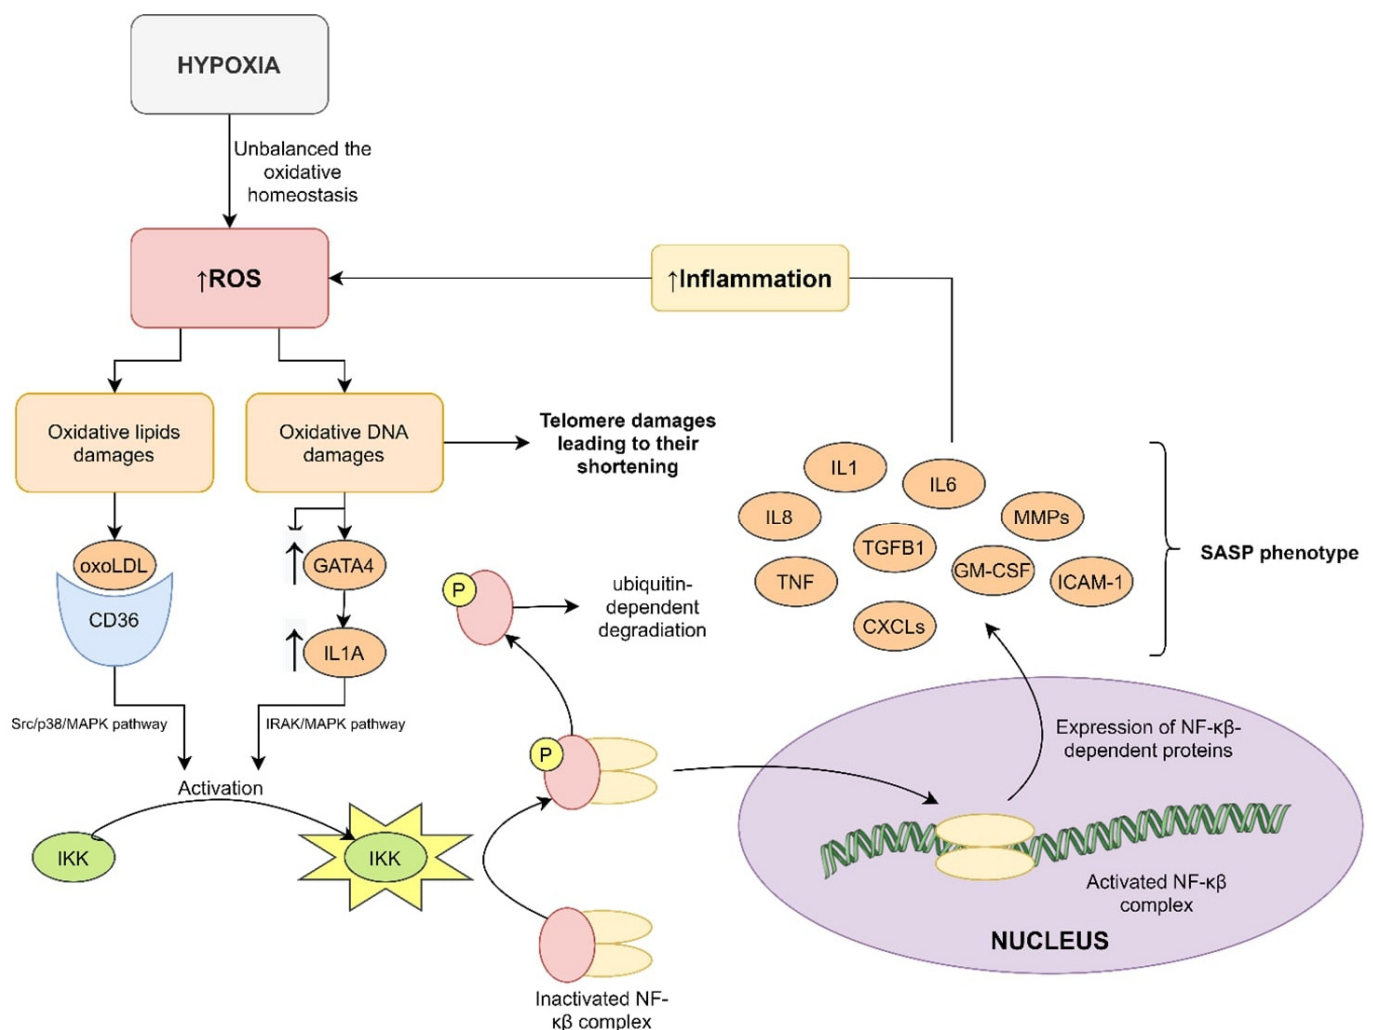 HYPOXIA
Unbalanced the
oxidative
homeostasis
↑ROS
↑Inflammation
Oxidative lipids
damages
Oxidative DNA
damages
Telomere damages
leading to their
shortening
oxoLDL
CD36
GATA4
IL1A
Src/p38/MAPK pathway
IRAK/MAPK pathway
Activation
IKK
IKK
P
ubiquitin-
dependent
degradiation
P
Inactivated NF-
κβ complex
IL1
IL6
IL8
MMPs
TGFB1
TNF
GM-CSF
ICAM-1
CXCLs
SASP phenotype
Expression of NF-κβ-
dependent proteins
Activated NF-κβ
complex
NUCLEUS